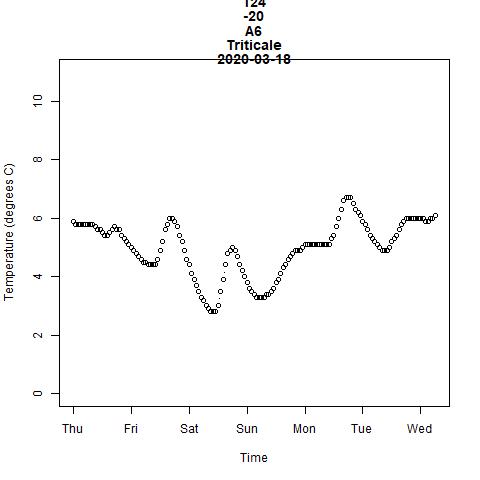 124
-20
A6
Triticale
2020-03-18
Temperature (degrees C)
10
8
6
4
2
0
Thu Fri Sat Sun Mon Tue Wed
Time